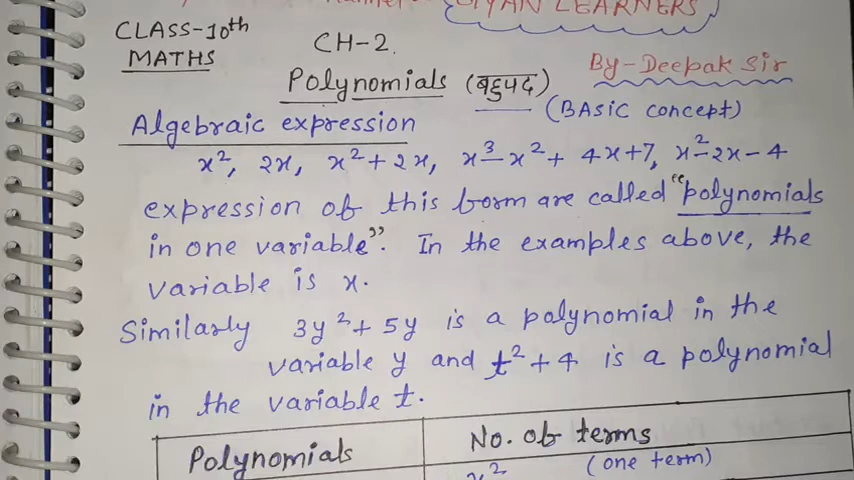 GYAN LEARNERS
CLASS-10th
MATHS
CH-2.
Polynomials (बहुपद)
By-Deepak Sir
(BASIC concept)
Algebraic expression
x², 2x, x²+2x, x³-x²+4x+7, x²-2x-4
expression of this form are called "polynomials
in one variable". In the examples above, the
variable is x.
Similarly 3y²+5y is a polynomial in the
variable y and t²+4 is a polynomial
in the variable t.
Polynomials No. of terms
x² (one term)